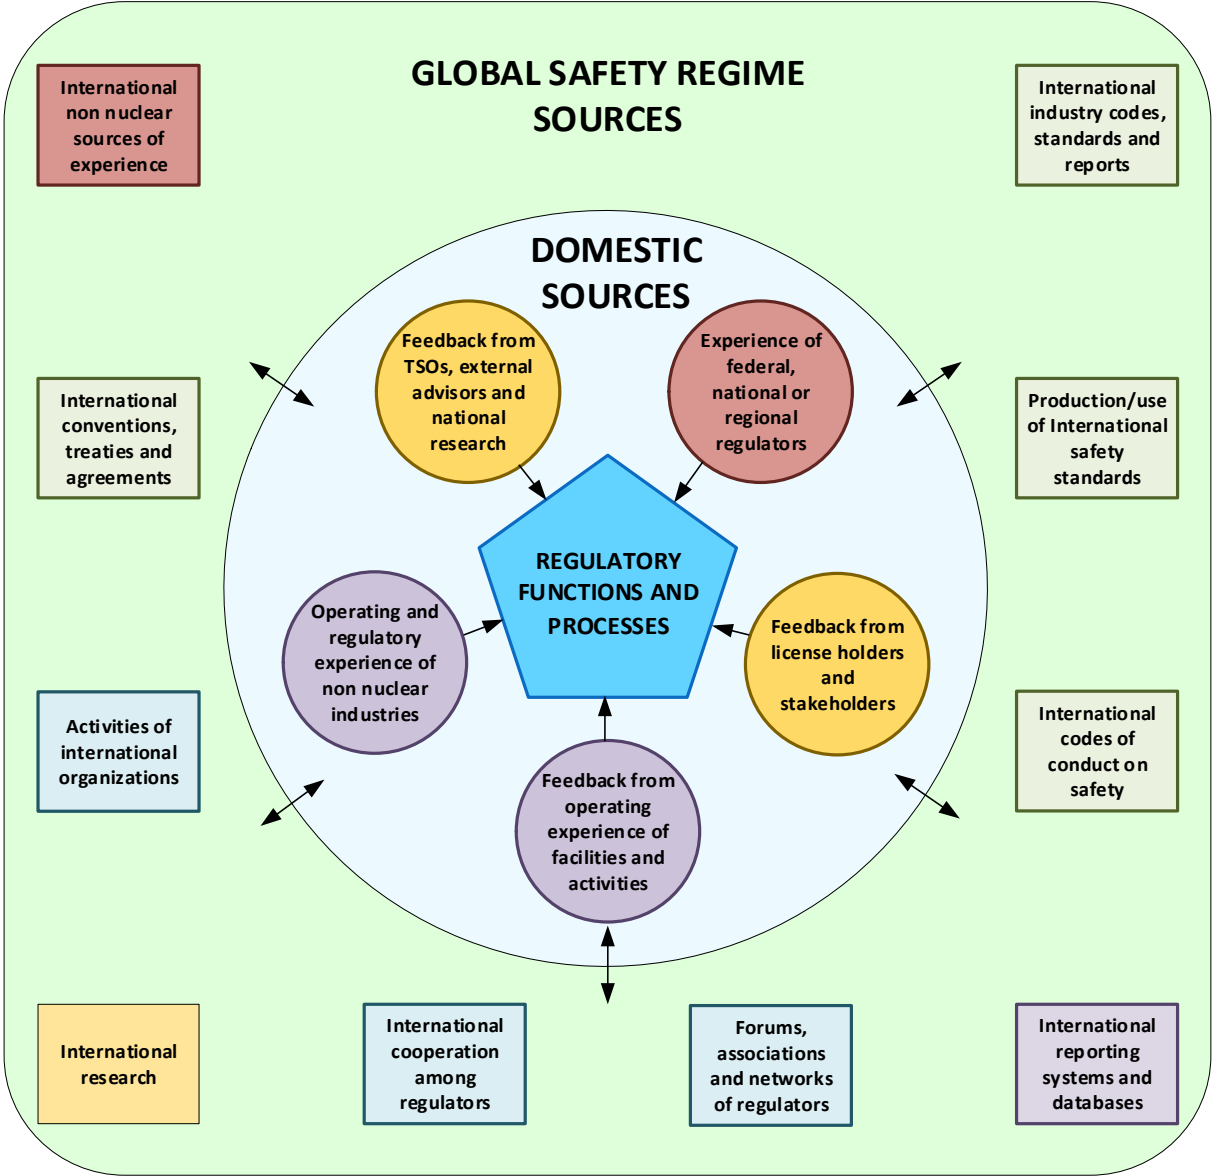 GLOBAL SAFETY REGIME
SOURCES
International
non nuclear
sources of
experience
International
industry codes,
standards and
reports
DOMESTIC
SOURCES
Feedback from
TSOs, external
advisors and
national
research
Experience of
federal,
national or
regional
regulators
International
conventions,
treaties and
agreements
Production/use
of International
safety
standards
REGULATORY
FUNCTIONS AND
PROCESSES
Operating and
regulatory
experience of
non nuclear
industries
Feedback from
license holders
and
stakeholders
Activities of
international
organizations
International
codes of
conduct on
safety
Feedback from
operating
experience of
facilities and
activities
International
research
International
cooperation
among
regulators
Forums,
associations
and networks
of regulators
International
reporting
systems and
databases